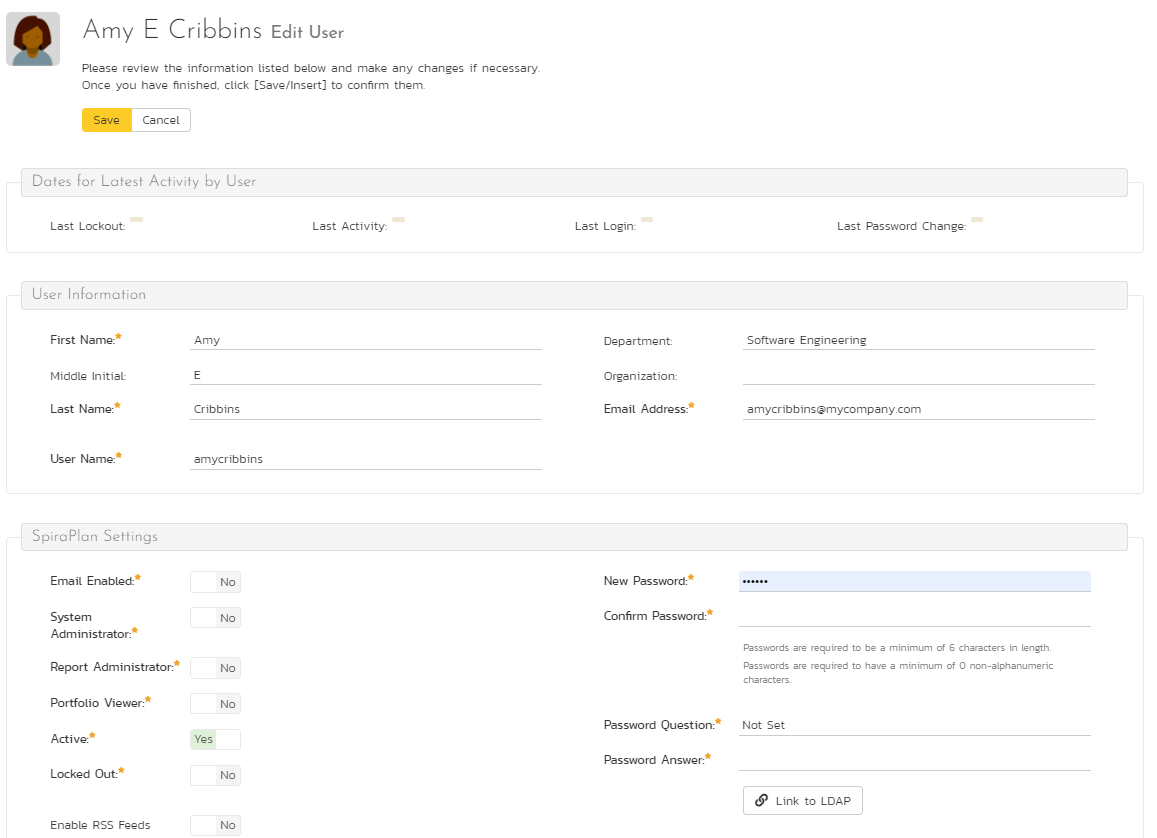 Amy E Cribbins Edit User
Please review the information listed below and make any changes if necessary.
Once you have finished, click [Save/Insert] to confirm them.
Save Cancel
Dates for Latest Activity by User
Last Lockout: Last Activity: Last Login: Last Password Change:
User Information
First Name:* Amy Department: Software Engineering
Middle Initial: E Organization:
Last Name:* Cribbins Email Address:* amycribbins@mycompany.com
User Name:* amycribbins
SpiraPlan Settings
Email Enabled:* No New Password:* ••••••
System
Administrator:* No Confirm Password:*
Passwords are required to be a minimum of 6 characters in length.
Report Administrator:* No Passwords are required to have a minimum of 0 non-alphanumeric
characters.
Portfolio Viewer:* No
Password Question:* Not Set
Active:* Yes
Password Answer:*
Locked Out:* No
Link to LDAP
Enable RSS Feeds No